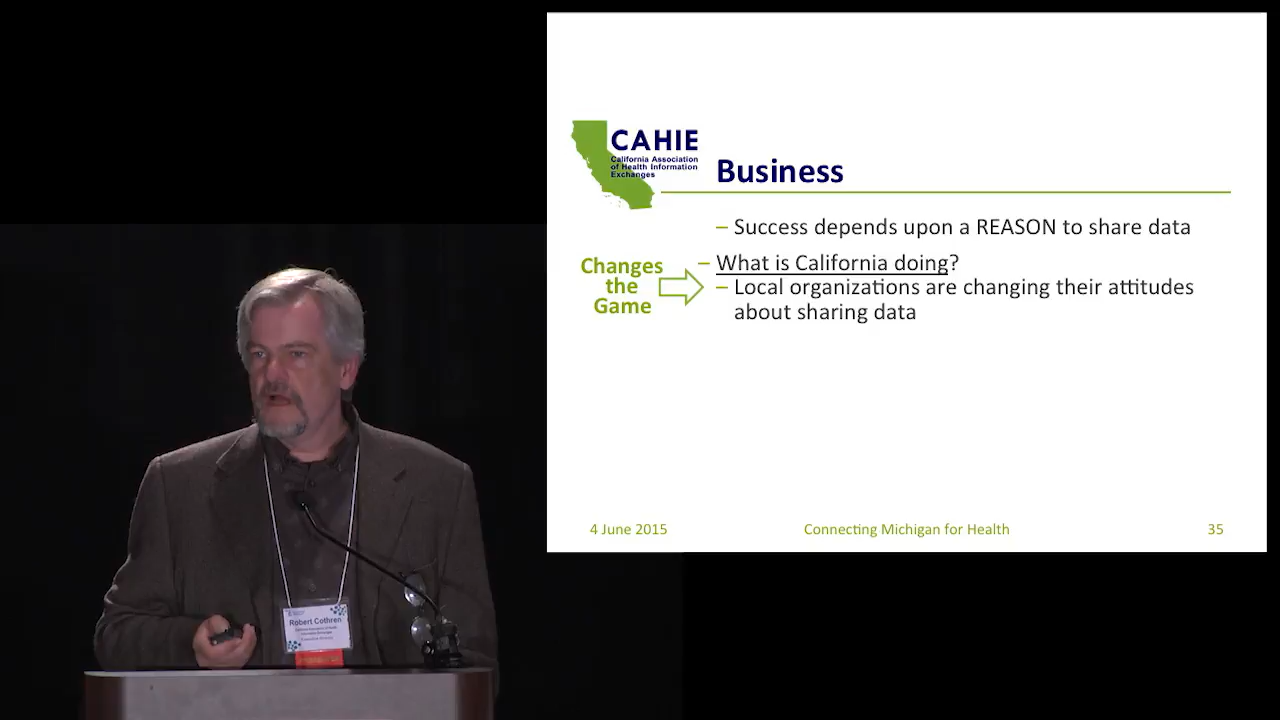 CAHIE
California Association
of Health Information
Exchanges
Business
– Success depends upon a REASON to share data
– What is California doing?
Changes
the
Game
– Local organizations are changing their attitudes
about sharing data
4 June 2015
Connecting Michigan for Health
35
Robert Cothren